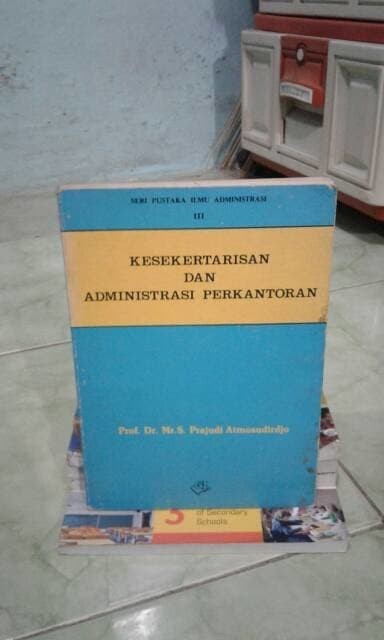 SERI PUSTAKA ILMU ADMINISTRASI
III
KESEKERTARISAN
DAN
ADMINISTRASI PERKANTORAN
Prof. Dr. Mr. S. Prajudi Atmosudirdjo
3
of Secondary
Schools